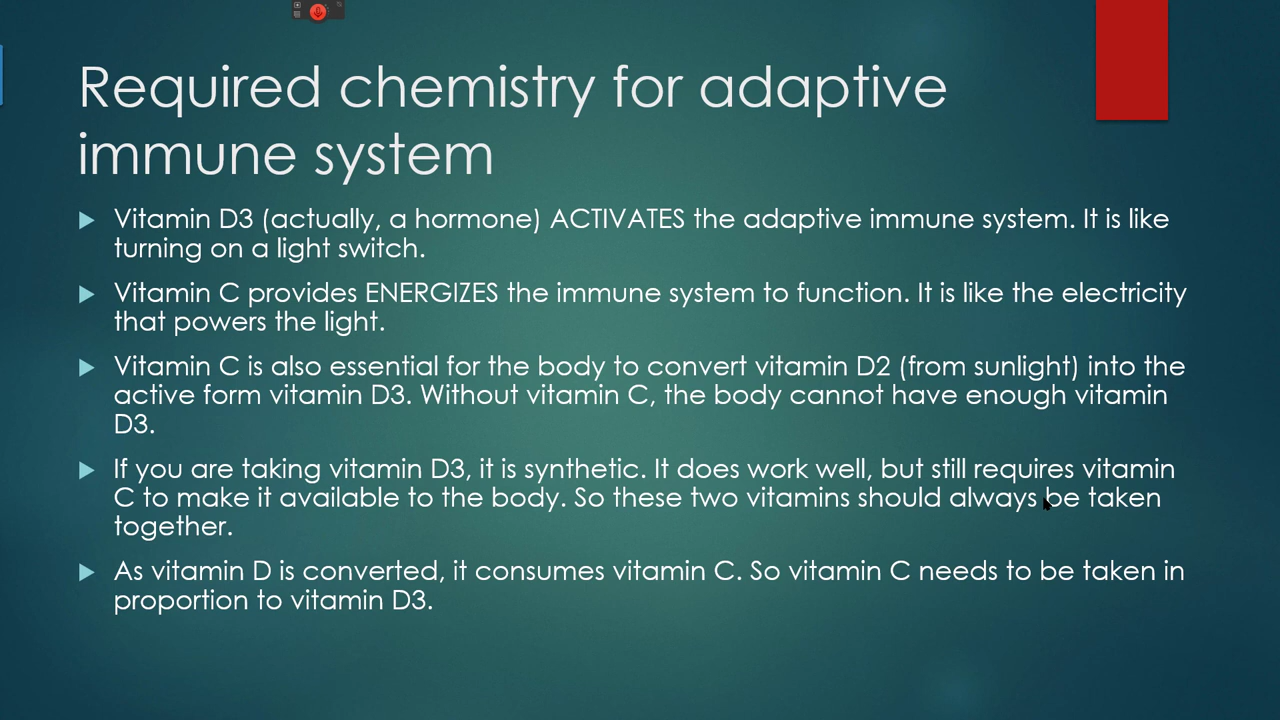 Required chemistry for adaptive
immune system
Vitamin D3 (actually, a hormone) ACTIVATES the adaptive immune system. It is like
turning on a light switch.
Vitamin C provides ENERGIZES the immune system to function. It is like the electricity
that powers the light.
Vitamin C is also essential for the body to convert vitamin D2 (from sunlight) into the
active form vitamin D3. Without vitamin C, the body cannot have enough vitamin
D3.
If you are taking vitamin D3, it is synthetic. It does work well, but still requires vitamin
C to make it available to the body. So these two vitamins should always be taken
together.
As vitamin D is converted, it consumes vitamin C. So vitamin C needs to be taken in
proportion to vitamin D3.